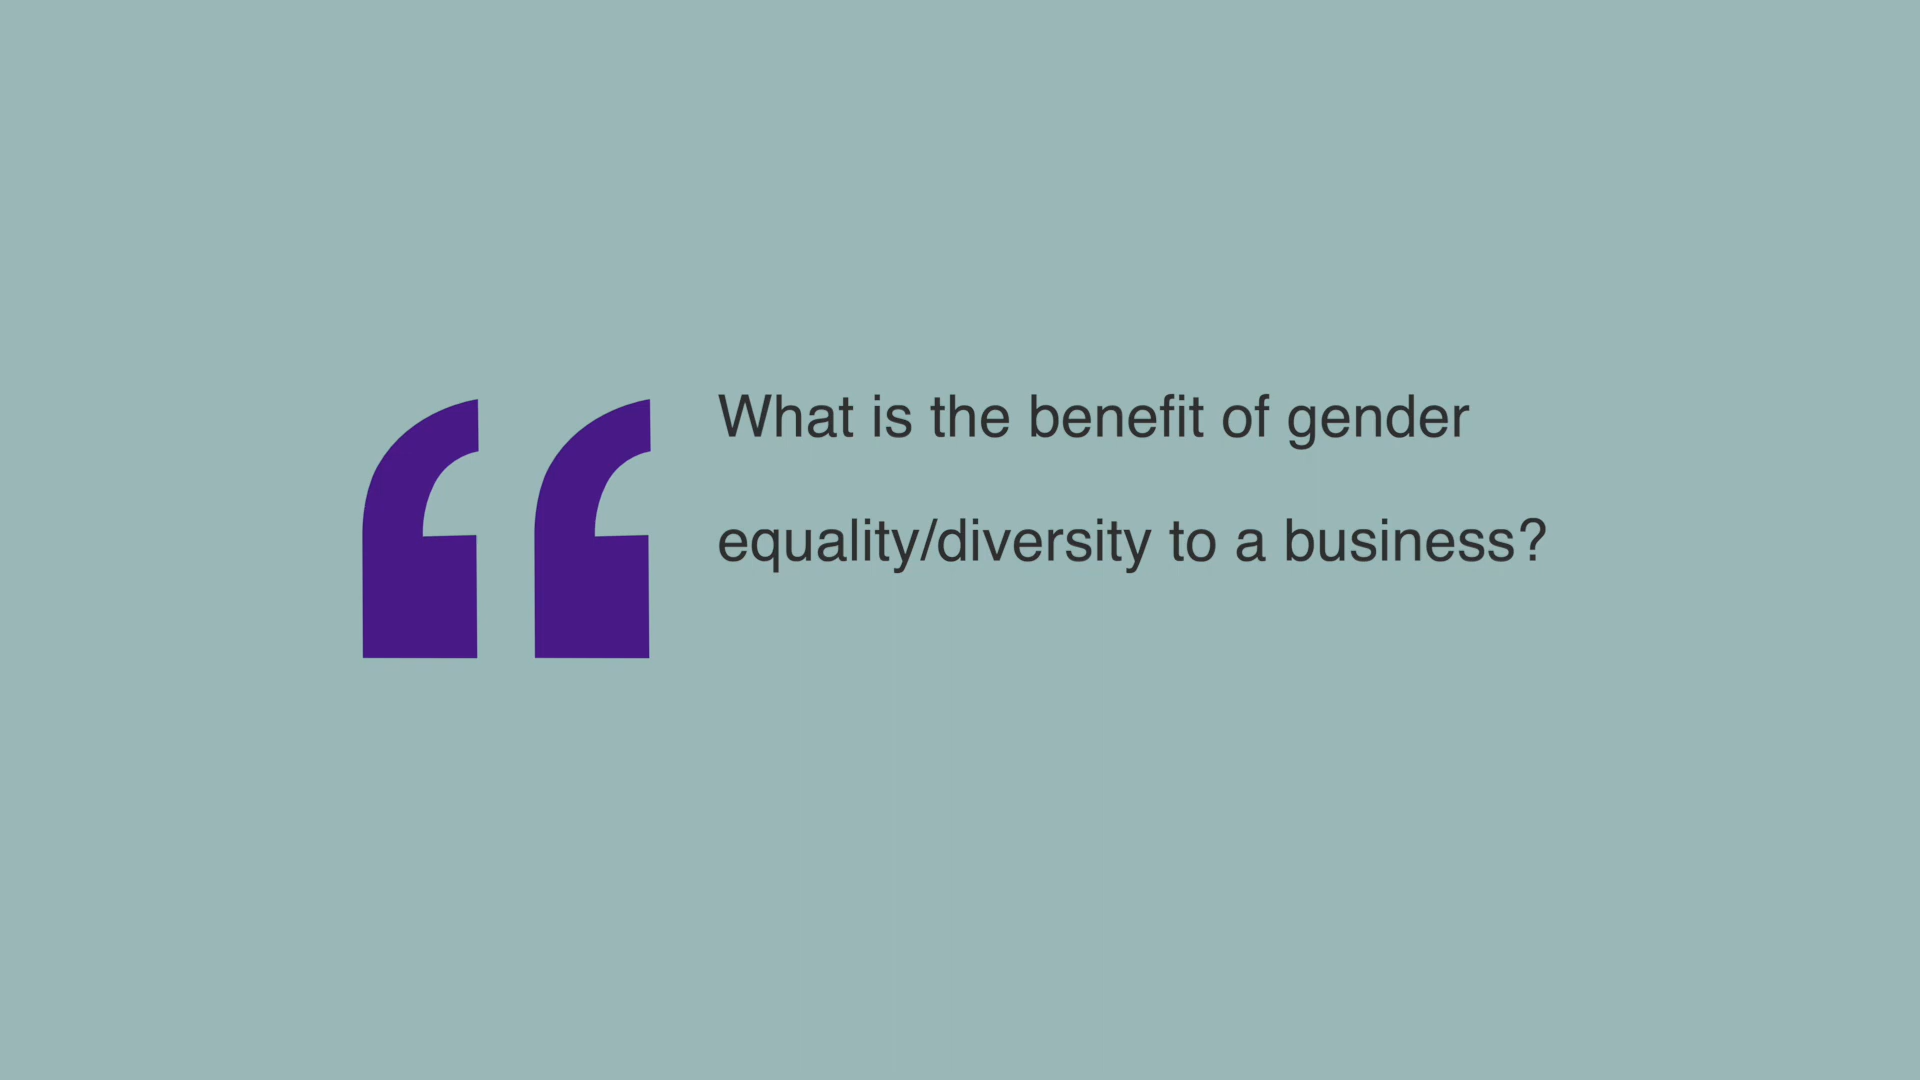 What is the benefit of gender
equality/diversity to a business?